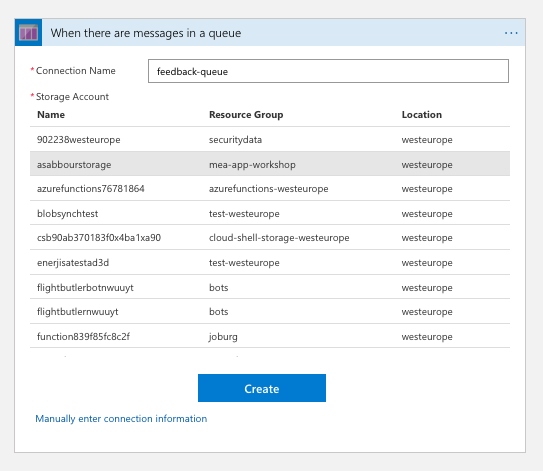 When there are messages in a queue
...
* Connection Name feedback-queue
* Storage Account
Name Resource Group Location
902238westeurope securitydata westeurope
asabbourstorage mea-app-workshop westeurope
azurefunctions76781864 azurefunctions-westeurope westeurope
blobsynchtest test-westeurope westeurope
csb90ab370183f0x4ba1xa90 cloud-shell-storage-westeurope westeurope
enerjisatestad3d test-westeurope westeurope
flightbutlerbotnwuuyt bots westeurope
flightbutlernwuuyt bots westeurope
function839f85fc8c2f joburg westeurope
Create
Manually enter connection information